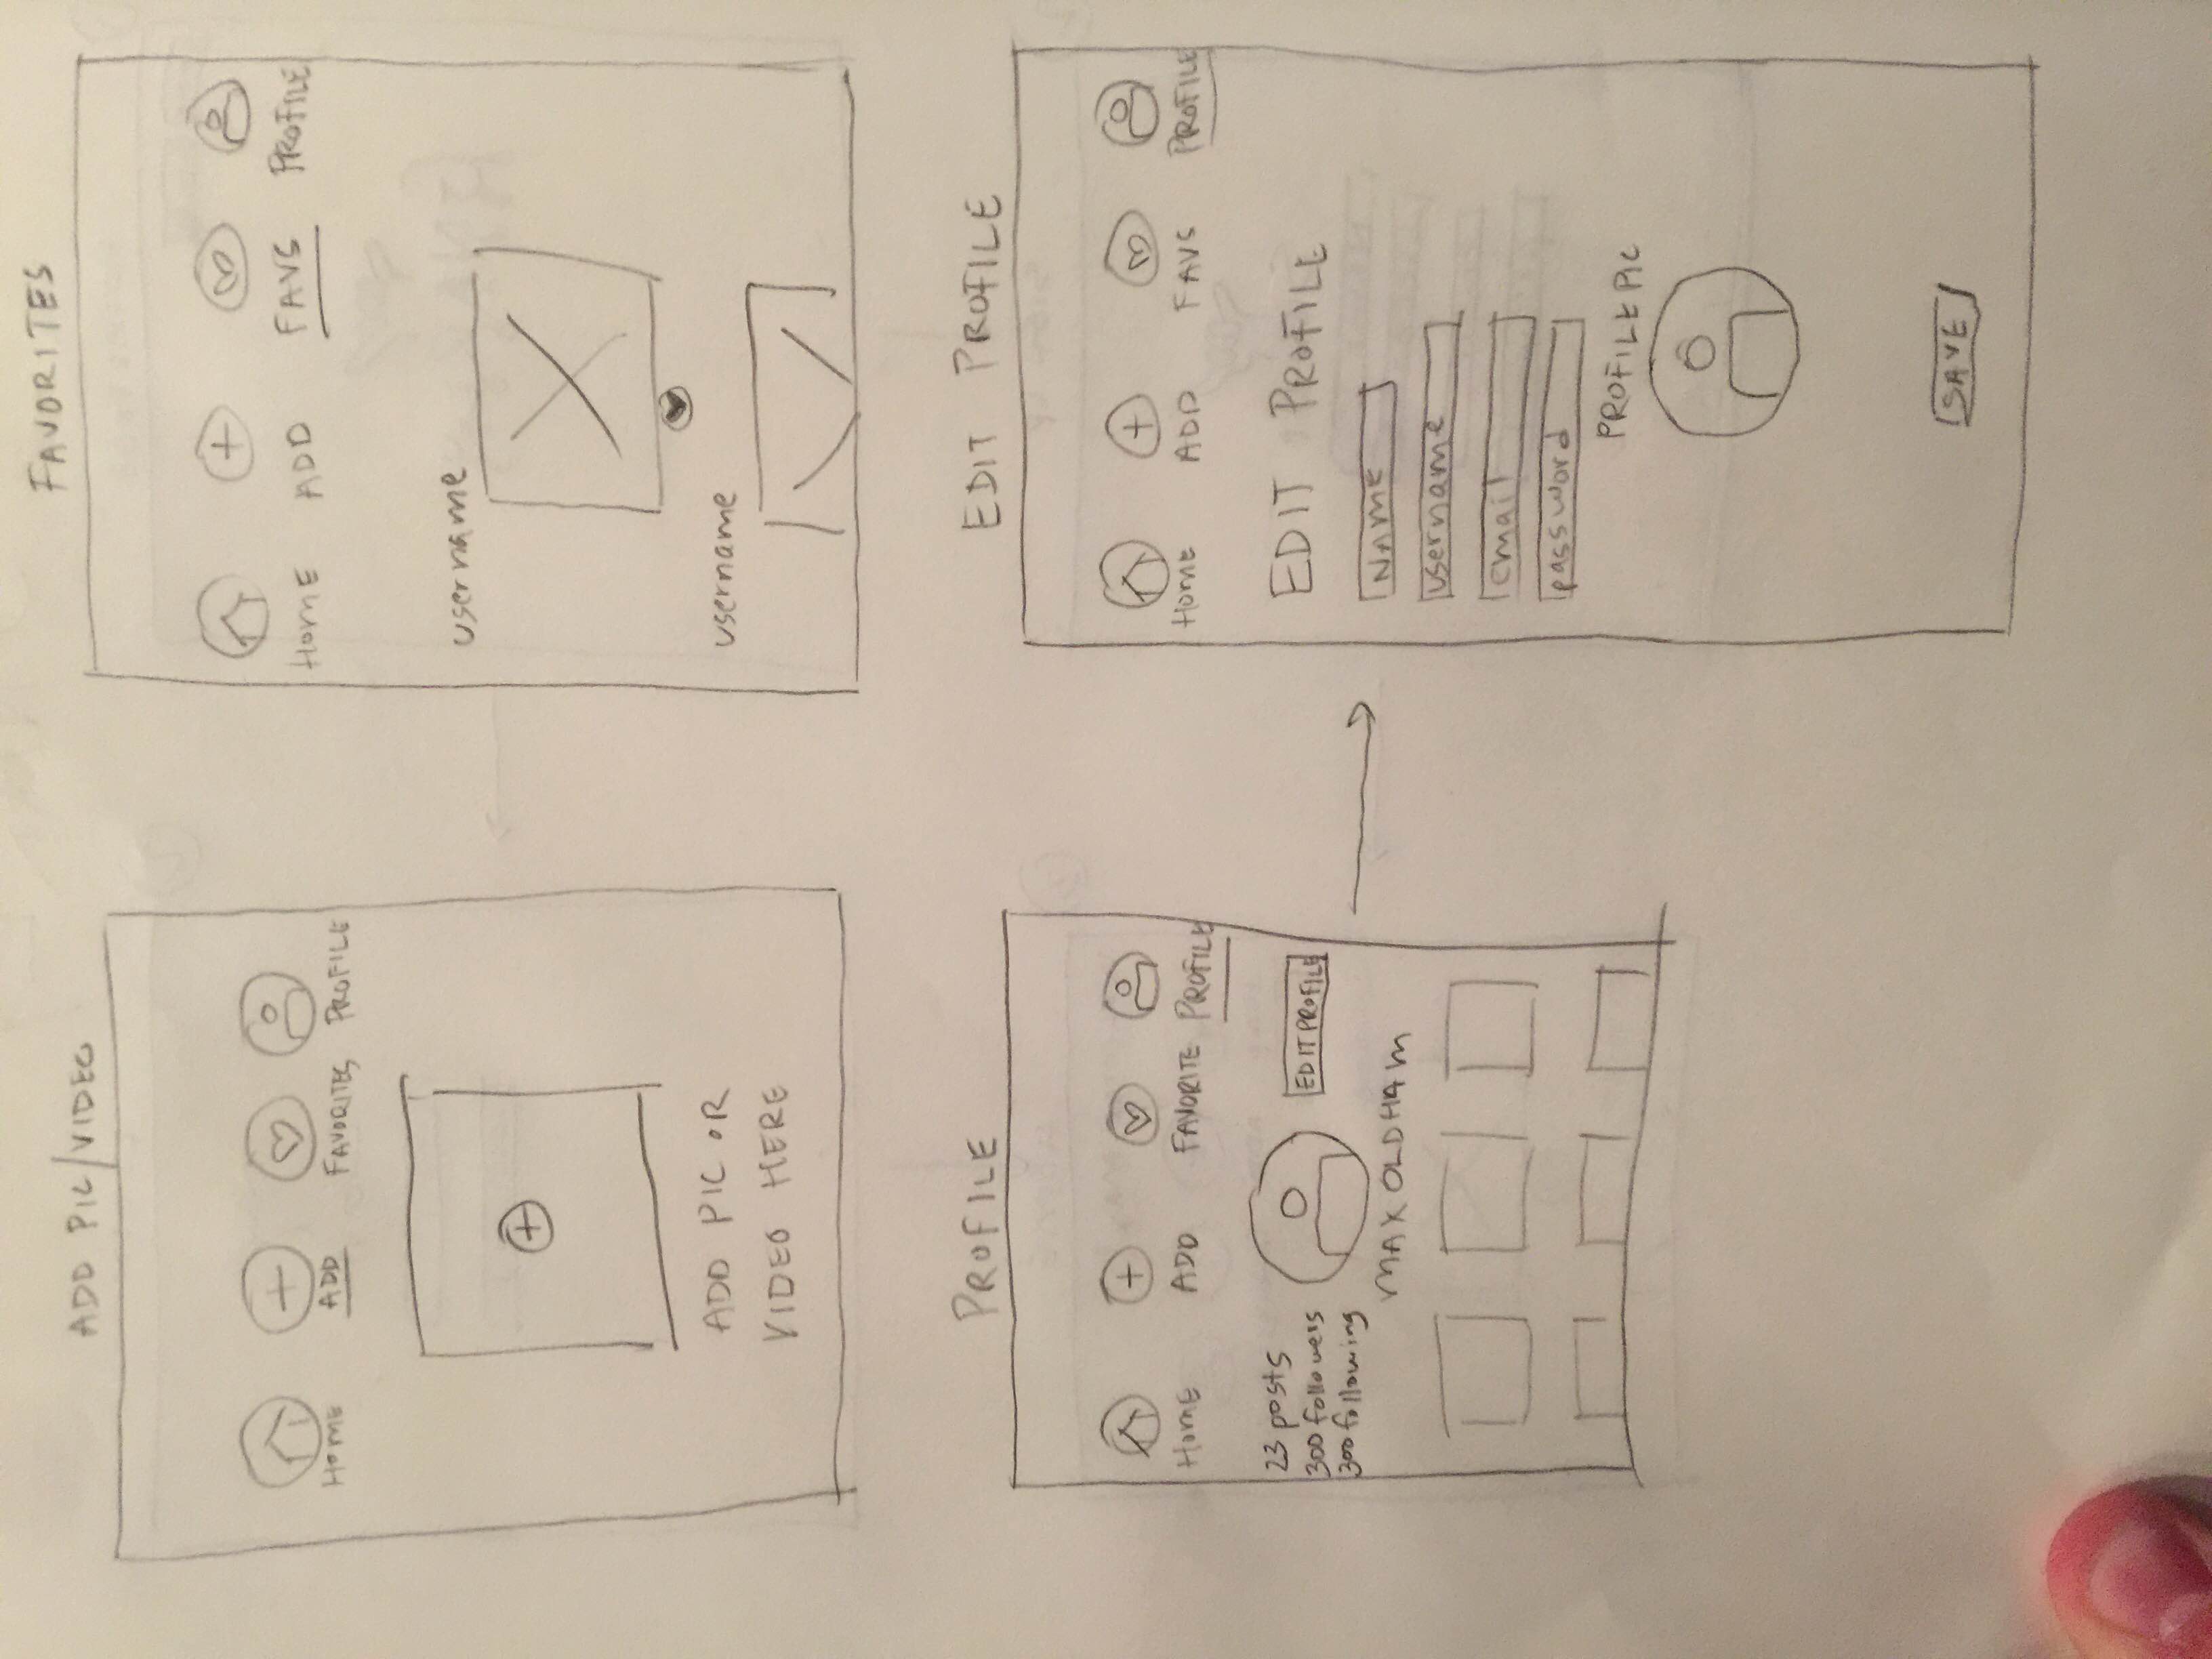 ADD PIC/VIDEO
Home ADD FAVORITES PROFILE
ADD PIC OR
VIDEO HERE
FAVORITES
Home ADD FAVS PROFILE
username
username
PROFILE
Home ADD FAVORITE PROFILE
23 posts
300 followers
300 following
EDIT PROFILE
MAX OLDHAM
EDIT PROFILE
Home ADD FAVS PROFILE
EDIT PROFILE
NAME
username
email
password
PROFILE PIC
SAVE